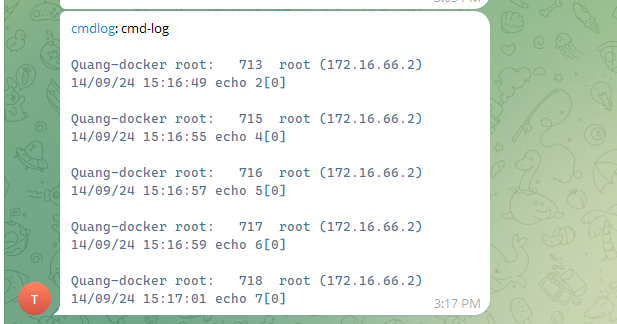 cmdlog: cmd-log
Quang-docker root:   713  root (172.16.66.2)
14/09/24 15:16:49 echo 2[0]
Quang-docker root:   715  root (172.16.66.2)
14/09/24 15:16:55 echo 4[0]
Quang-docker root:   716  root (172.16.66.2)
14/09/24 15:16:57 echo 5[0]
Quang-docker root:   717  root (172.16.66.2)
14/09/24 15:16:59 echo 6[0]
Quang-docker root:   718  root (172.16.66.2)
14/09/24 15:17:01 echo 7[0]
3:17 PM
T